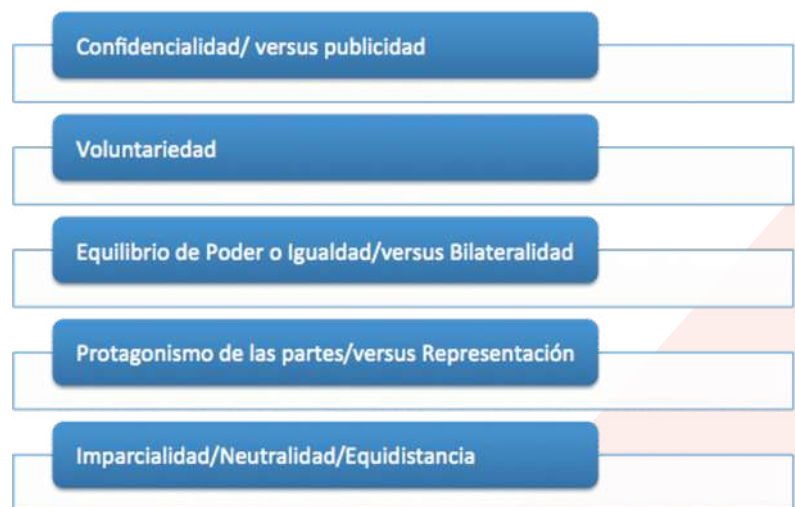 Confidencialidad/ versus publicidad
Voluntariedad
Equilibrio de Poder o Igualdad/versus Bilateralidad
Protagonismo de las partes/versus Representación
Imparcialidad/Neutralidad/Equidistancia